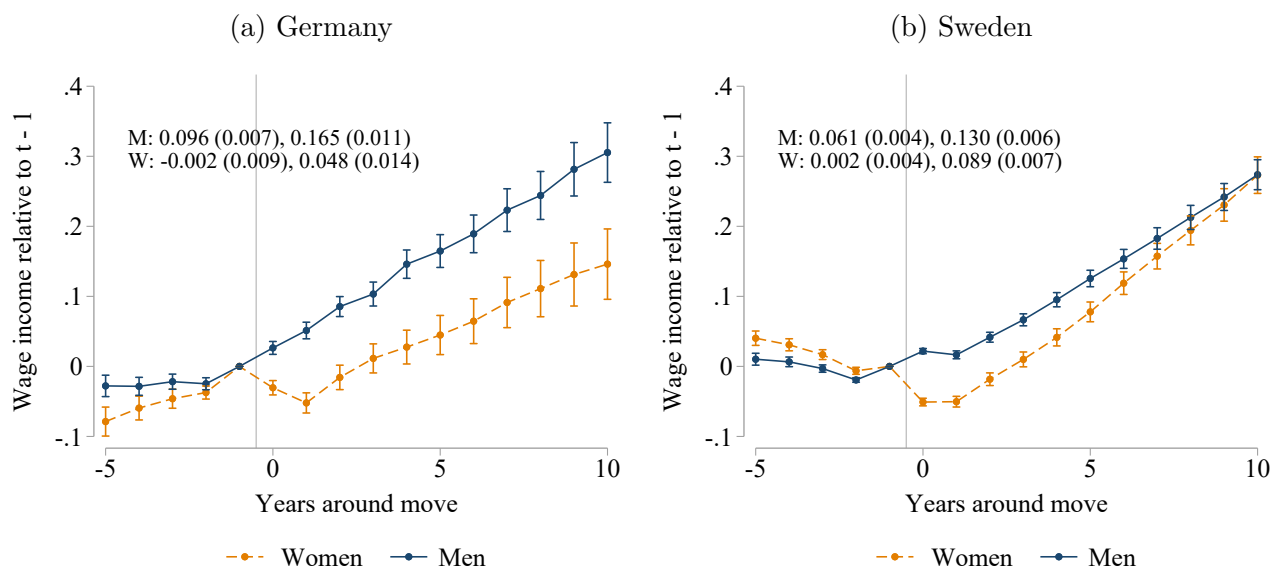 (a) Germany
Wage income relative to t - 1
.4
.3
.2
.1
0
-.1
M: 0.096 (0.007), 0.165 (0.011)
W: -0.002 (0.009), 0.048 (0.014)
-5
0
5
10
Years around move
Women
Men
(b) Sweden
Wage income relative to t - 1
.4
.3
.2
.1
0
-.1
M: 0.061 (0.004), 0.130 (0.006)
W: 0.002 (0.004), 0.089 (0.007)
-5
0
5
10
Years around move
Women
Men